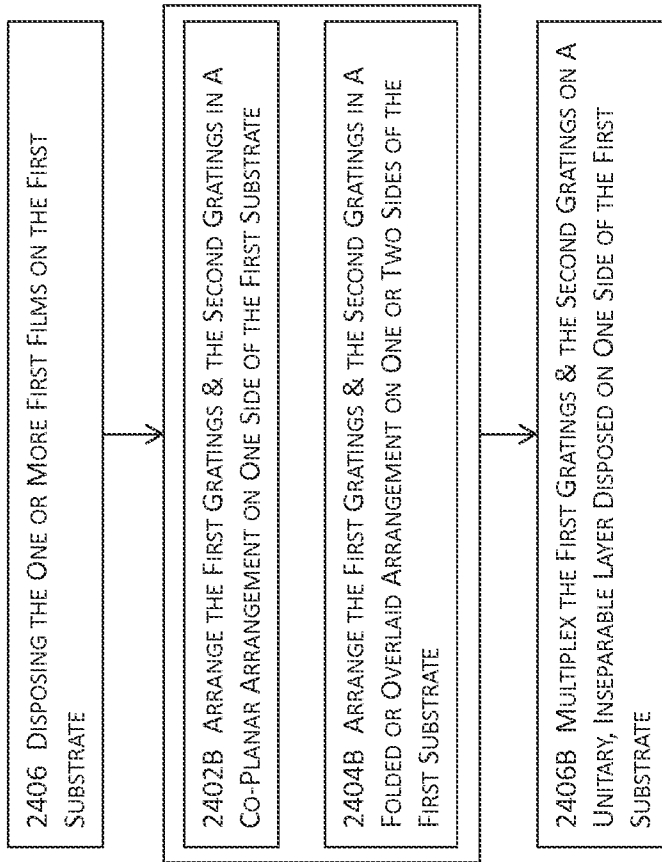 2406 DISPOSING THE ONE OR MORE FIRST FILMS ON THE FIRST
SUBSTRATE
2402B ARRANGE THE FIRST GRATINGS & THE SECOND GRATINGS IN A
CO-PLANAR ARRANGEMENT ON ONE SIDE OF THE FIRST SUBSTRATE
2404B ARRANGE THE FIRST GRATINGS & THE SECOND GRATINGS IN A
FOLDED OR OVERLAID ARRANGEMENT ON ONE OR TWO SIDES OF THE
FIRST SUBSTRATE
2406B MULTIPLEX THE FIRST GRATINGS & THE SECOND GRATINGS ON A
UNITARY, INSEPARABLE LAYER DISPOSED ON ONE SIDE OF THE FIRST
SUBSTRATE